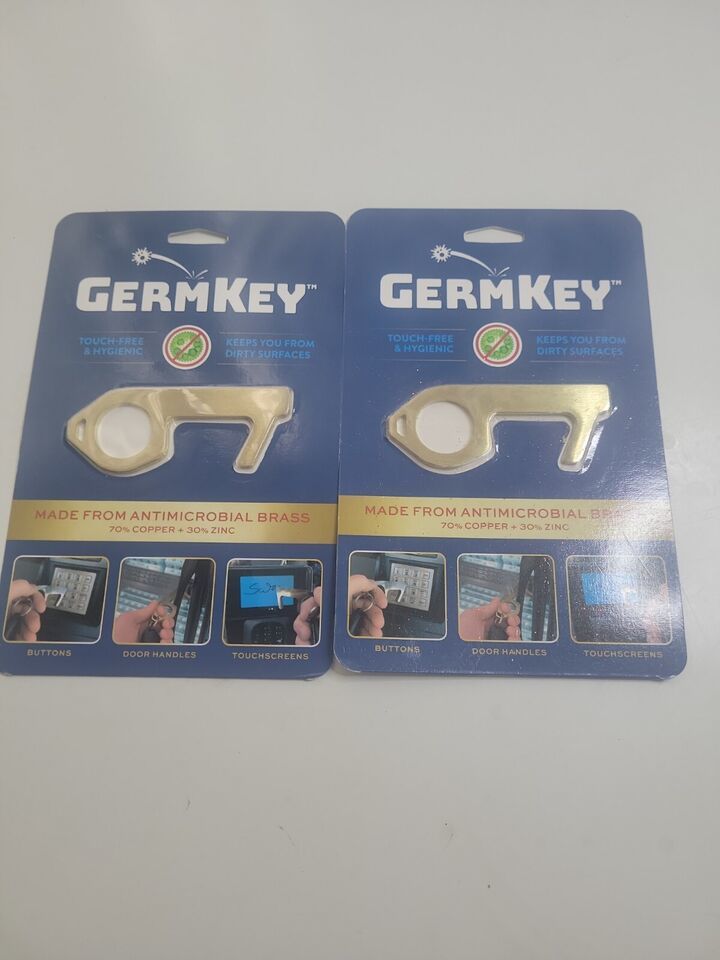 GERMKEY™
TOUCH-FREE
& HYGIENIC
KEEPS YOU FROM
DIRTY SURFACES
MADE FROM ANTIMICROBIAL BRASS
70% COPPER + 30% ZINC
BUTTONS
DOOR HANDLES
TOUCHSCREENS
GERMKEY™
TOUCH-FREE
& HYGIENIC
KEEPS YOU FROM
DIRTY SURFACES
MADE FROM ANTIMICROBIAL BRASS
70% COPPER + 30% ZINC
BUTTONS
DOOR HANDLES
TOUCHSCREENS